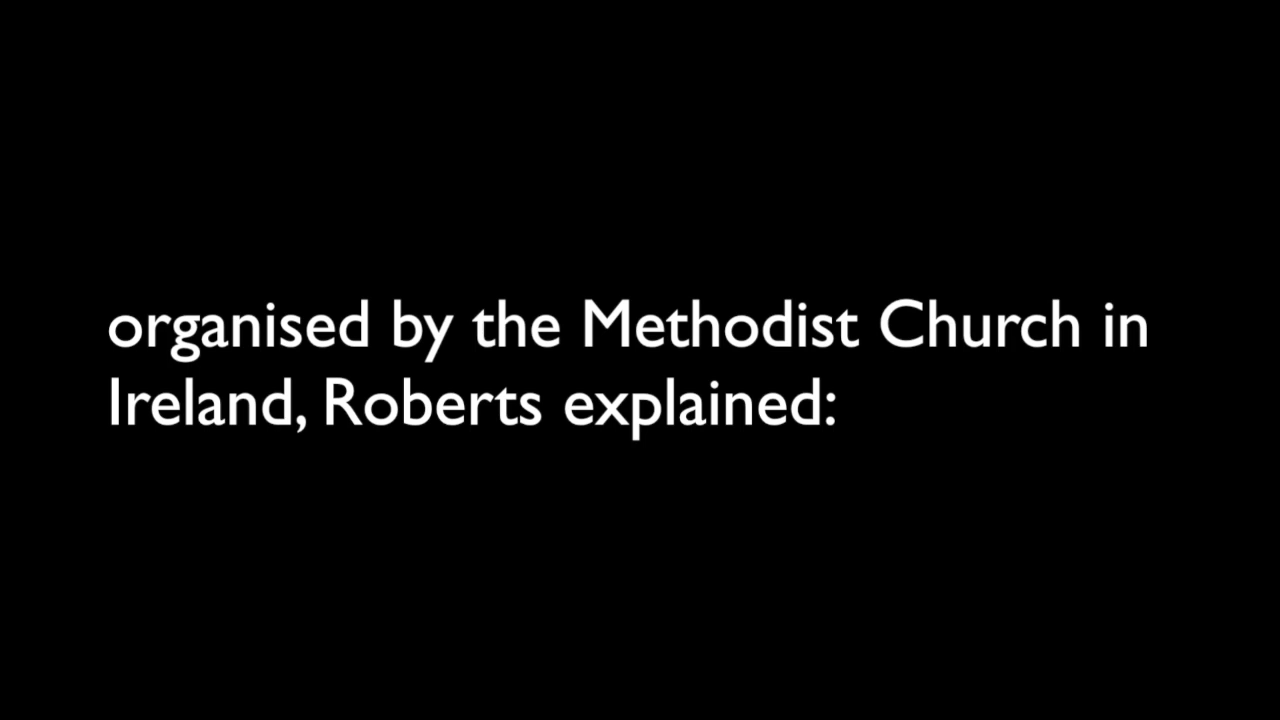 organised by the Methodist Church in
Ireland, Roberts explained: